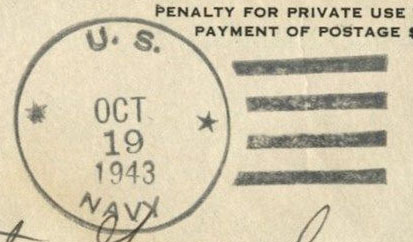 PENALTY FOR PRIVATE USE
PAYMENT OF POSTAGE $
U. S.
OCT
19
1943
NAVY